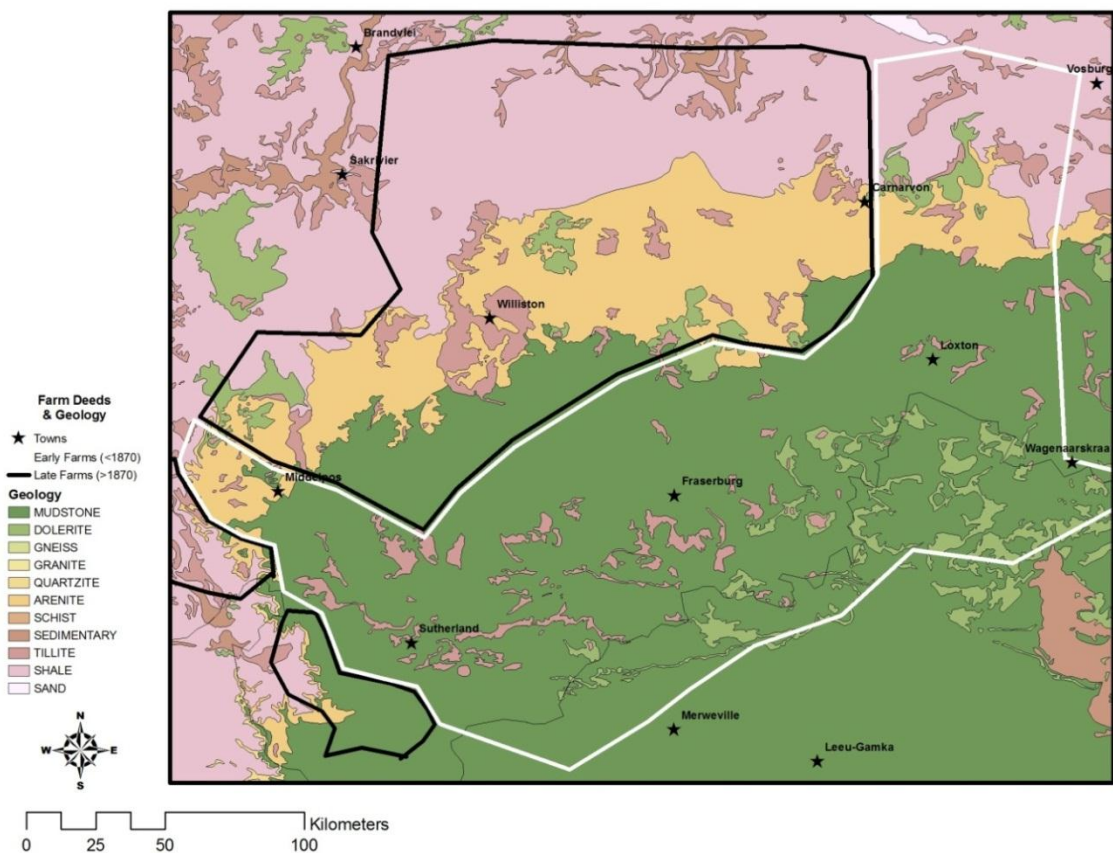 Brandvlei
Vosburg
Sakrivier
Carnarvon
Williston
Loxton
Wagenaarskraa
Middelpos
Fraserburg
Sutherland
Merweville
Leeu-Gamka
Farm Deeds
& Geology
Towns
Early Farms (<1870)
Late Farms (>1870)
Geology
MUDSTONE
DOLERITE
GNEISS
GRANITE
QUARTZITE
ARENITE
SCHIST
SEDIMENTARY
TILLITE
SHALE
SAND
N
W E
S
Kilometers
0 25 50 100